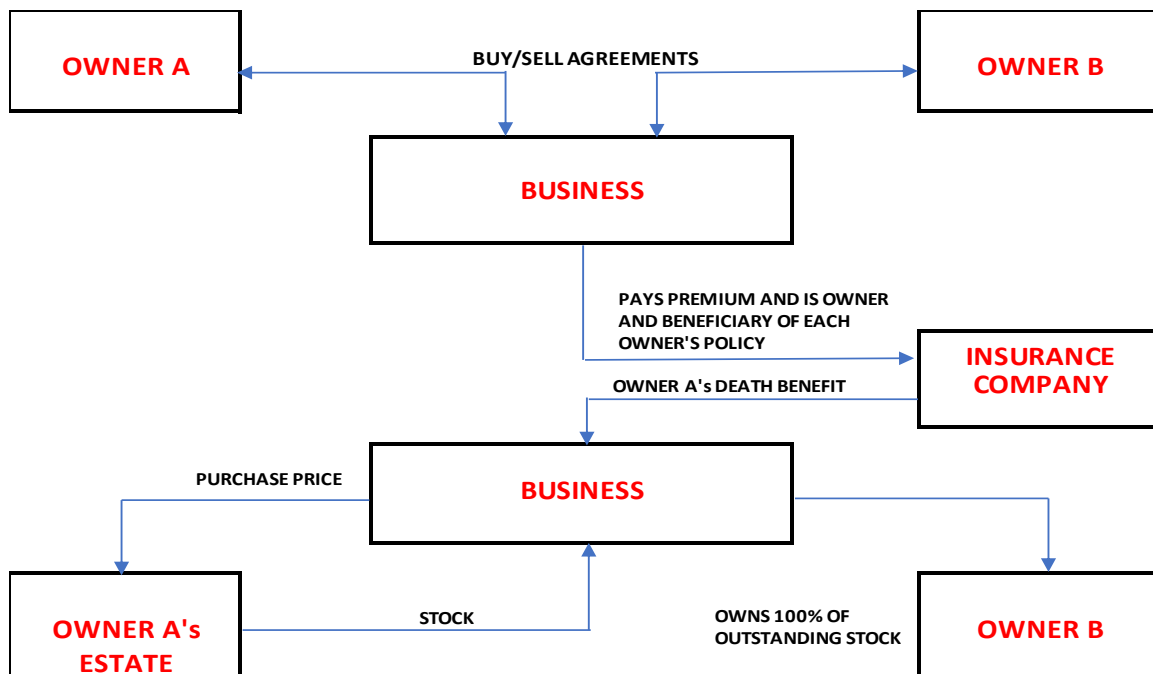 OWNER A
BUY/SELL AGREEMENTS
OWNER B
BUSINESS
PAYS PREMIUM AND IS OWNER
AND BENEFICIARY OF EACH
OWNER'S POLICY
INSURANCE
COMPANY
OWNER A's DEATH BENEFIT
PURCHASE PRICE
BUSINESS
OWNER A's
ESTATE
STOCK
OWNS 100% OF
OUTSTANDING STOCK
OWNER B